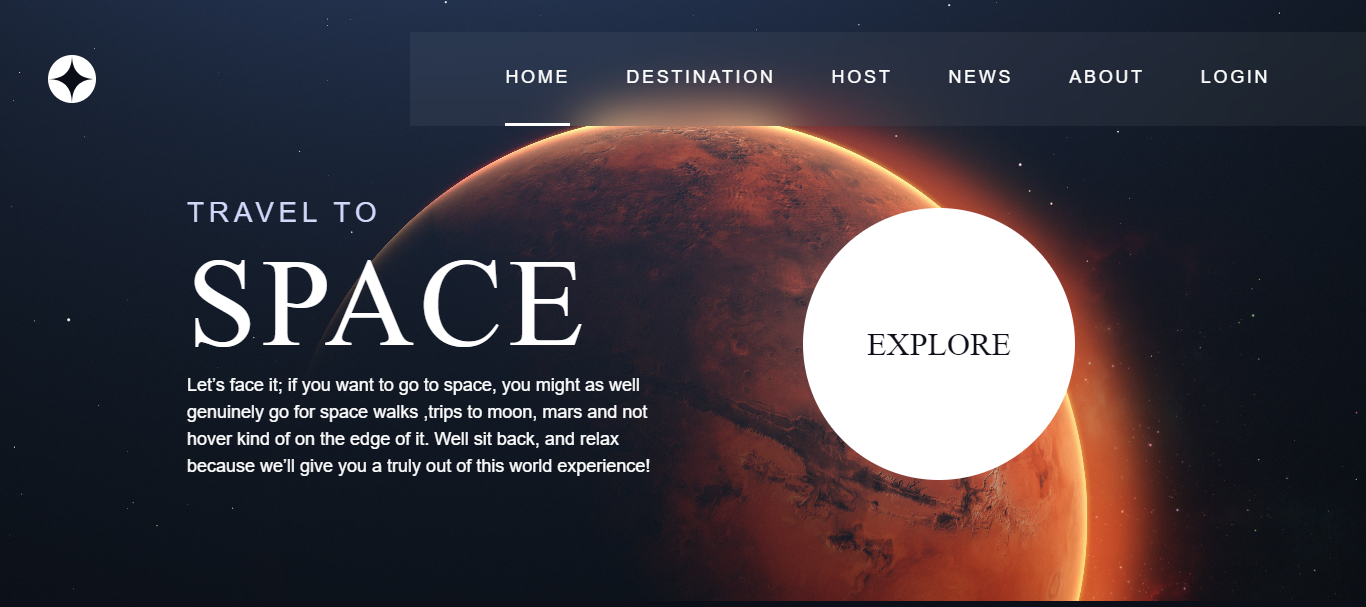 HOME DESTINATION HOST NEWS ABOUT LOGIN
TRAVEL TO
SPACE
Let’s face it; if you want to go to space, you might as well
genuinely go for space walks ,trips to moon, mars and not
hover kind of on the edge of it. Well sit back, and relax
because we’ll give you a truly out of this world experience!
EXPLORE